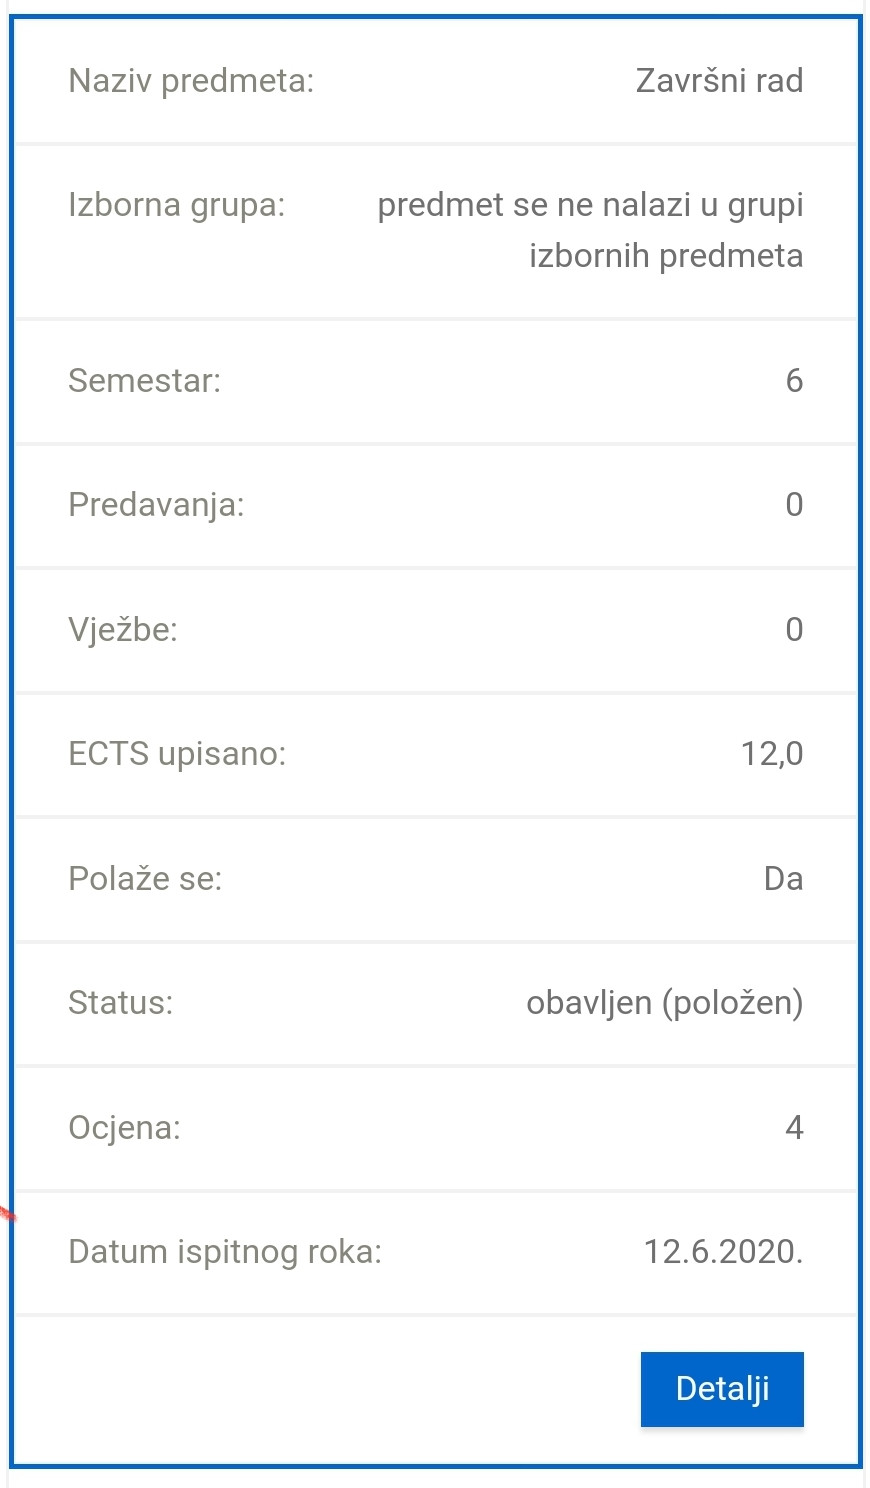 Naziv predmeta: Završni rad
Izborna grupa: predmet se ne nalazi u grupi
izbornih predmeta
Semestar: 6
Predavanja: 0
Vježbe: 0
ECTS upisano: 12,0
Polaže se: Da
Status: obavljen (položen)
Ocjena: 4
Datum ispitnog roka: 12.6.2020.
Detalji